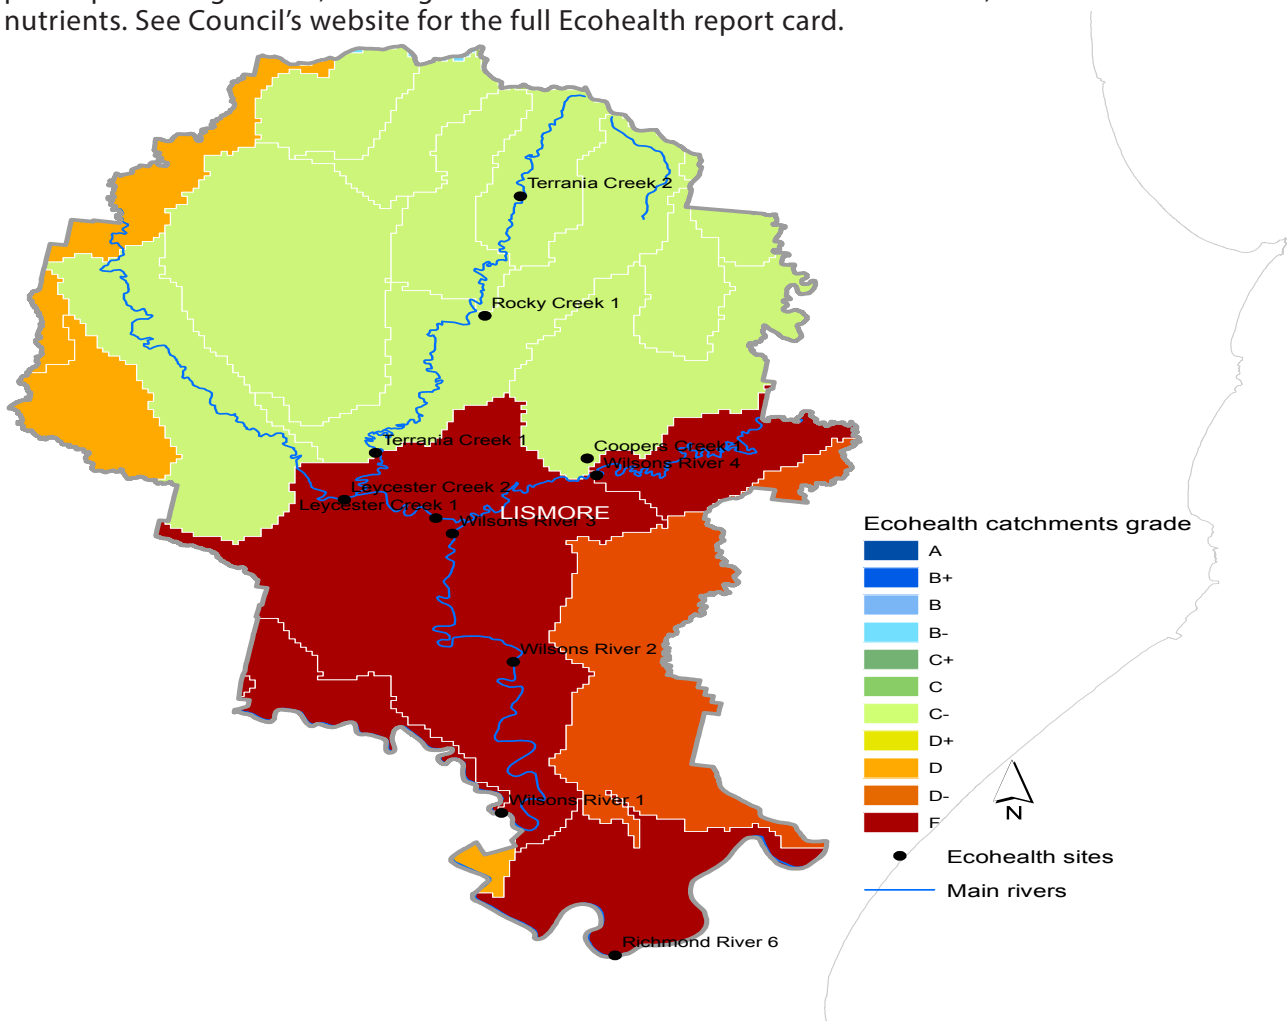 nutrients. See Council's website for the full Ecohealth report card.
Terrania Creek 2
Rocky Creek 1
Terrania Creek 1
Coopers Creek 1
Wilsons River 4
Leycester Creek 2
Leycester Creek 1
LISMORE
Wilsons River 3
Wilsons River 2
Wilsons River 1
Richmond River 6
Ecohealth catchments grade
A
B+
B
B-
C+
C
C-
D+
D
D-
F
N
Ecohealth sites
Main rivers